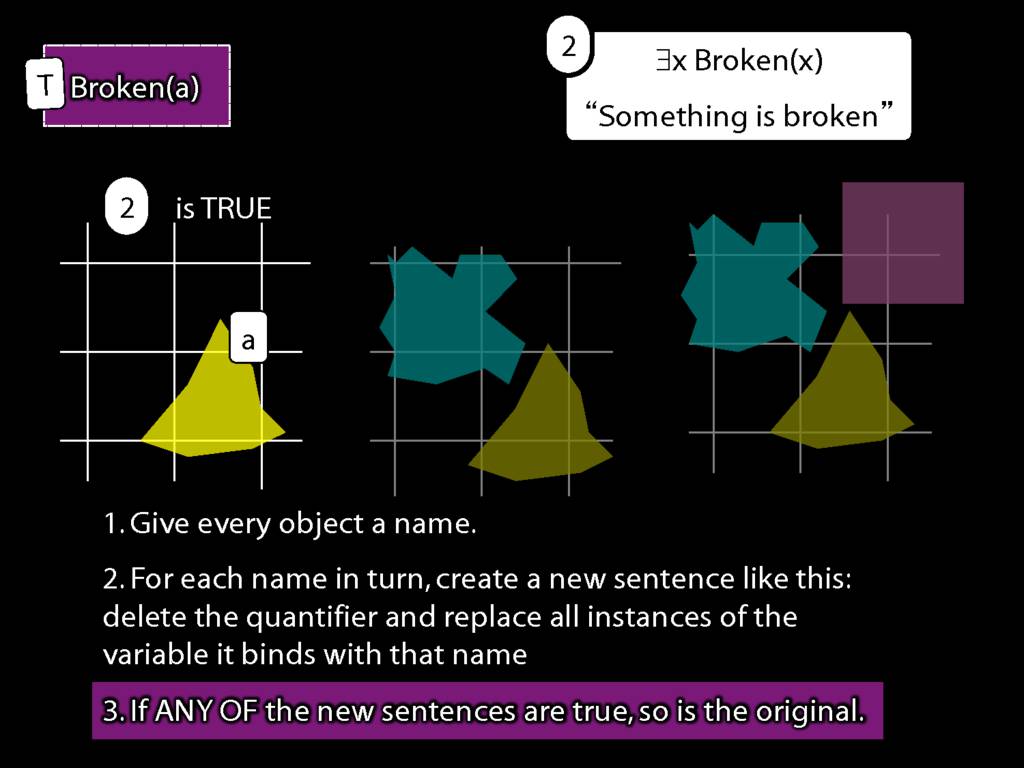 T Broken(a)
2
∃x Broken(x)
“Something is broken”
2 is TRUE
a
1. Give every object a name.
2. For each name in turn, create a new sentence like this:
delete the quantifier and replace all instances of the
variable it binds with that name
3. If ANY OF the new sentences are true, so is the original.